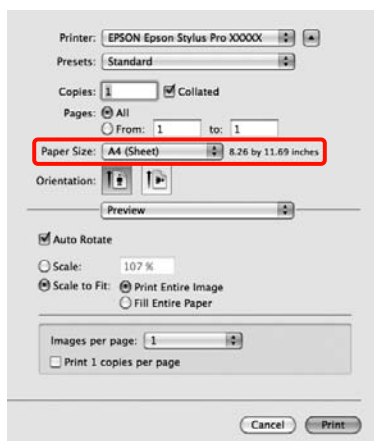 Printer: EPSON Epson Stylus Pro XXXXX
Presets: Standard
Copies: 1 Collated
Pages: All
From: 1 to: 1
Paper Size: A4 (Sheet) 8.26 by 11.69 inches
Orientation:
Preview
Auto Rotate
Scale: 107 %
Scale to Fit: Print Entire Image
Fill Entire Paper
Images per page: 1
Print 1 copies per page
Cancel Print